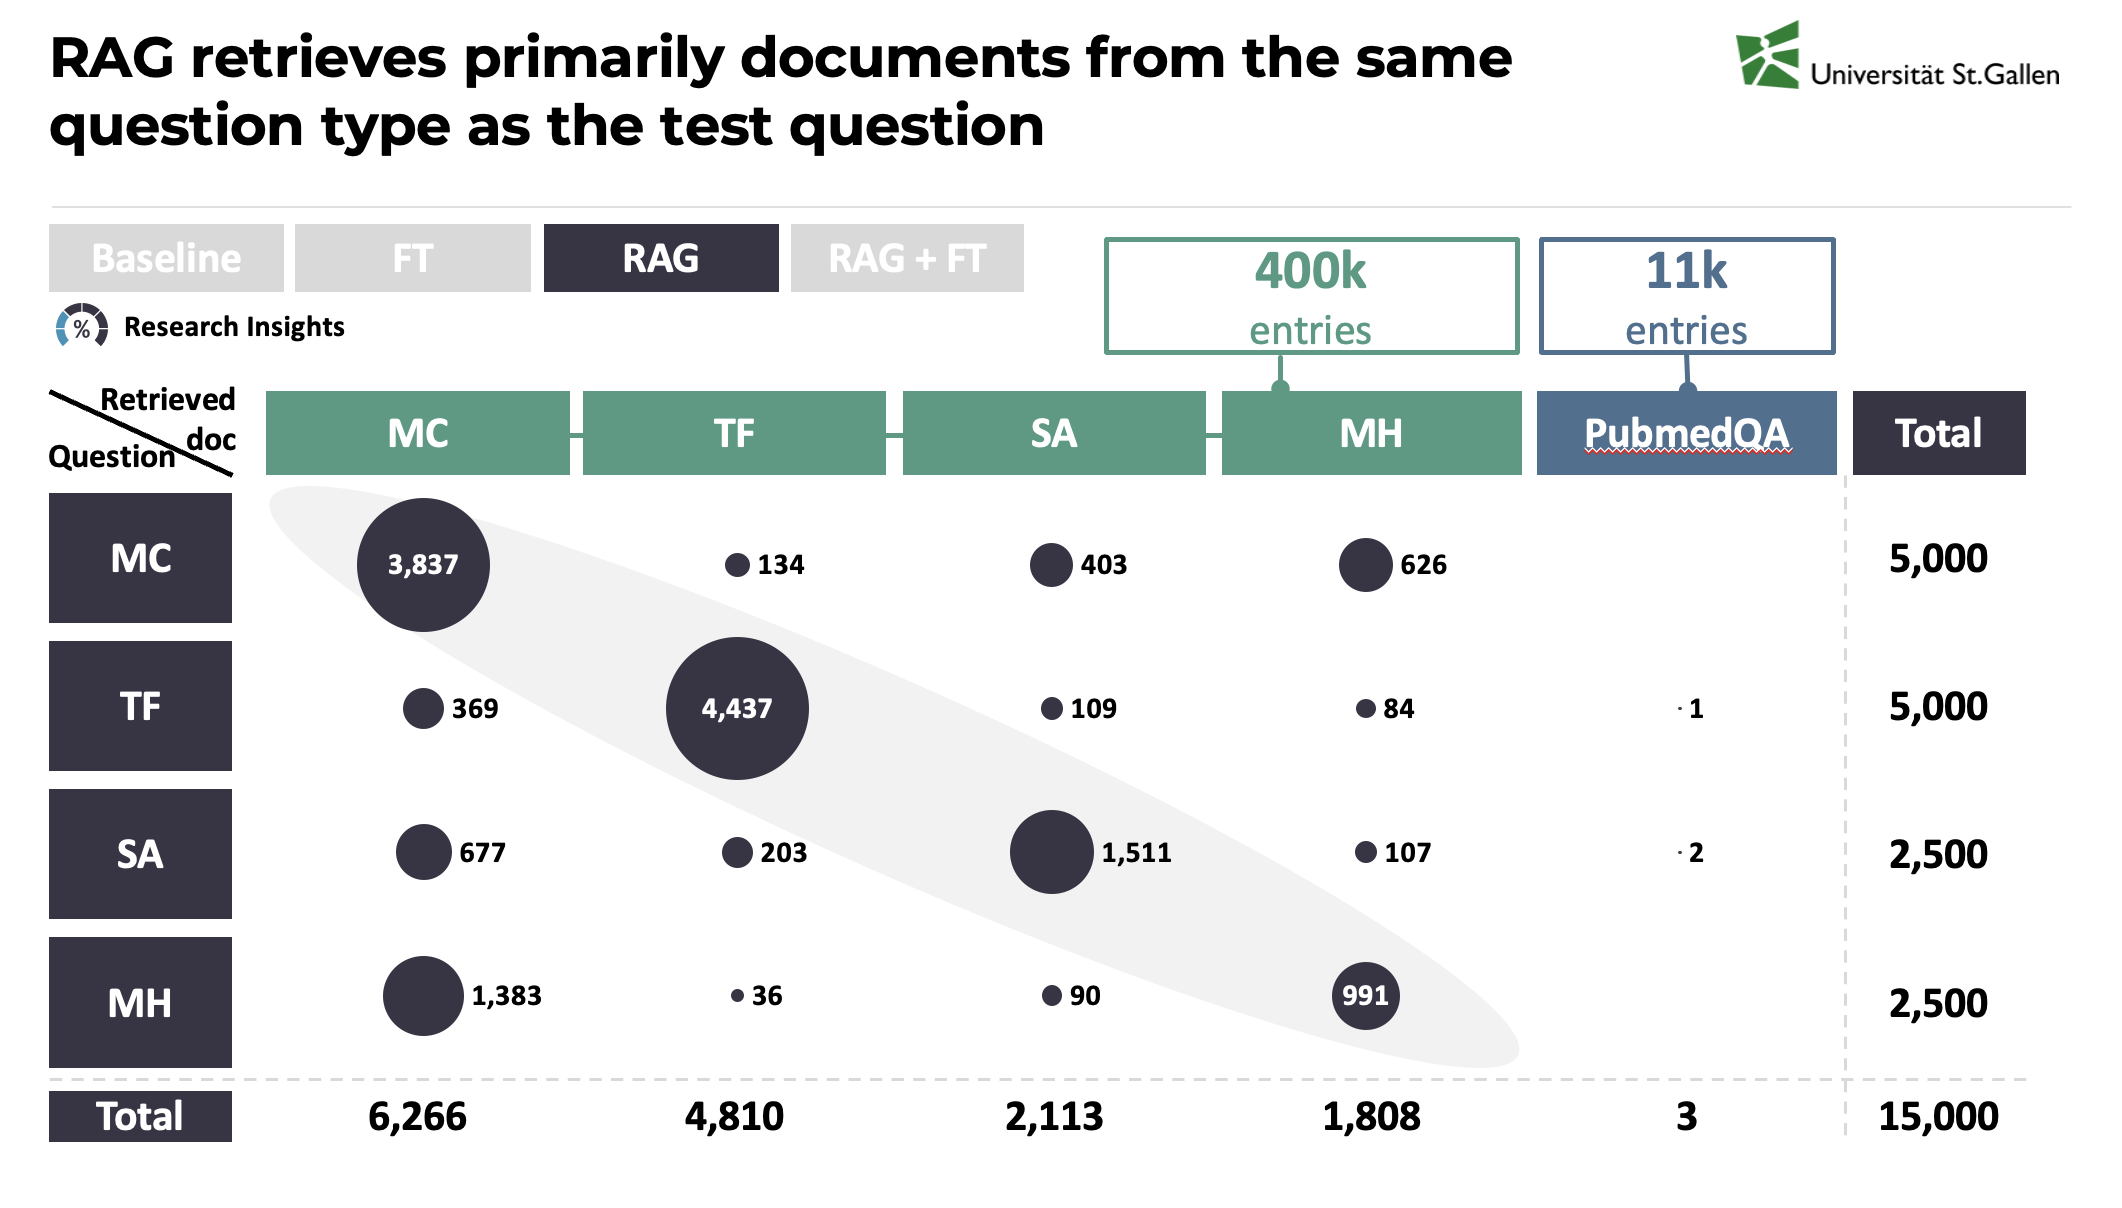 RAG retrieves primarily documents from the same
question type as the test question
Universität St.Gallen
Baseline
FT
RAG
RAG + FT
400k
entries
11k
entries
%
Research Insights
Retrieved
doc
Question
MC
TF
SA
MH
PubmedQA
Total
MC
3,837
134
403
626
5,000
TF
369
4,437
109
84
1
5,000
SA
677
203
1,511
107
2
2,500
MH
1,383
36
90
991
2,500
Total
6,266
4,810
2,113
1,808
3
15,000